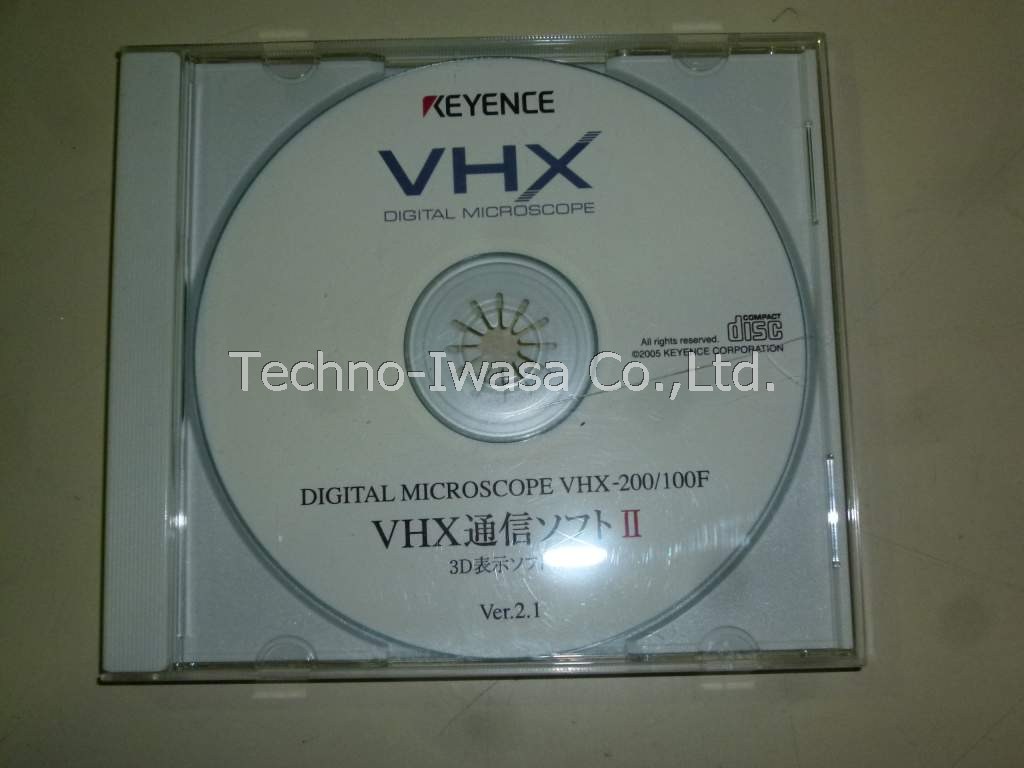 KEYENCE
VHX
DIGITAL MICROSCOPE
COMPACT
disc
All rights reserved.
©2005 KEYENCE CORPORATION
Techno-Iwasa Co.,Ltd.
DIGITAL MICROSCOPE VHX-200/100F
VHX通信ソフトⅡ
3D表示ソフト
Ver.2.1